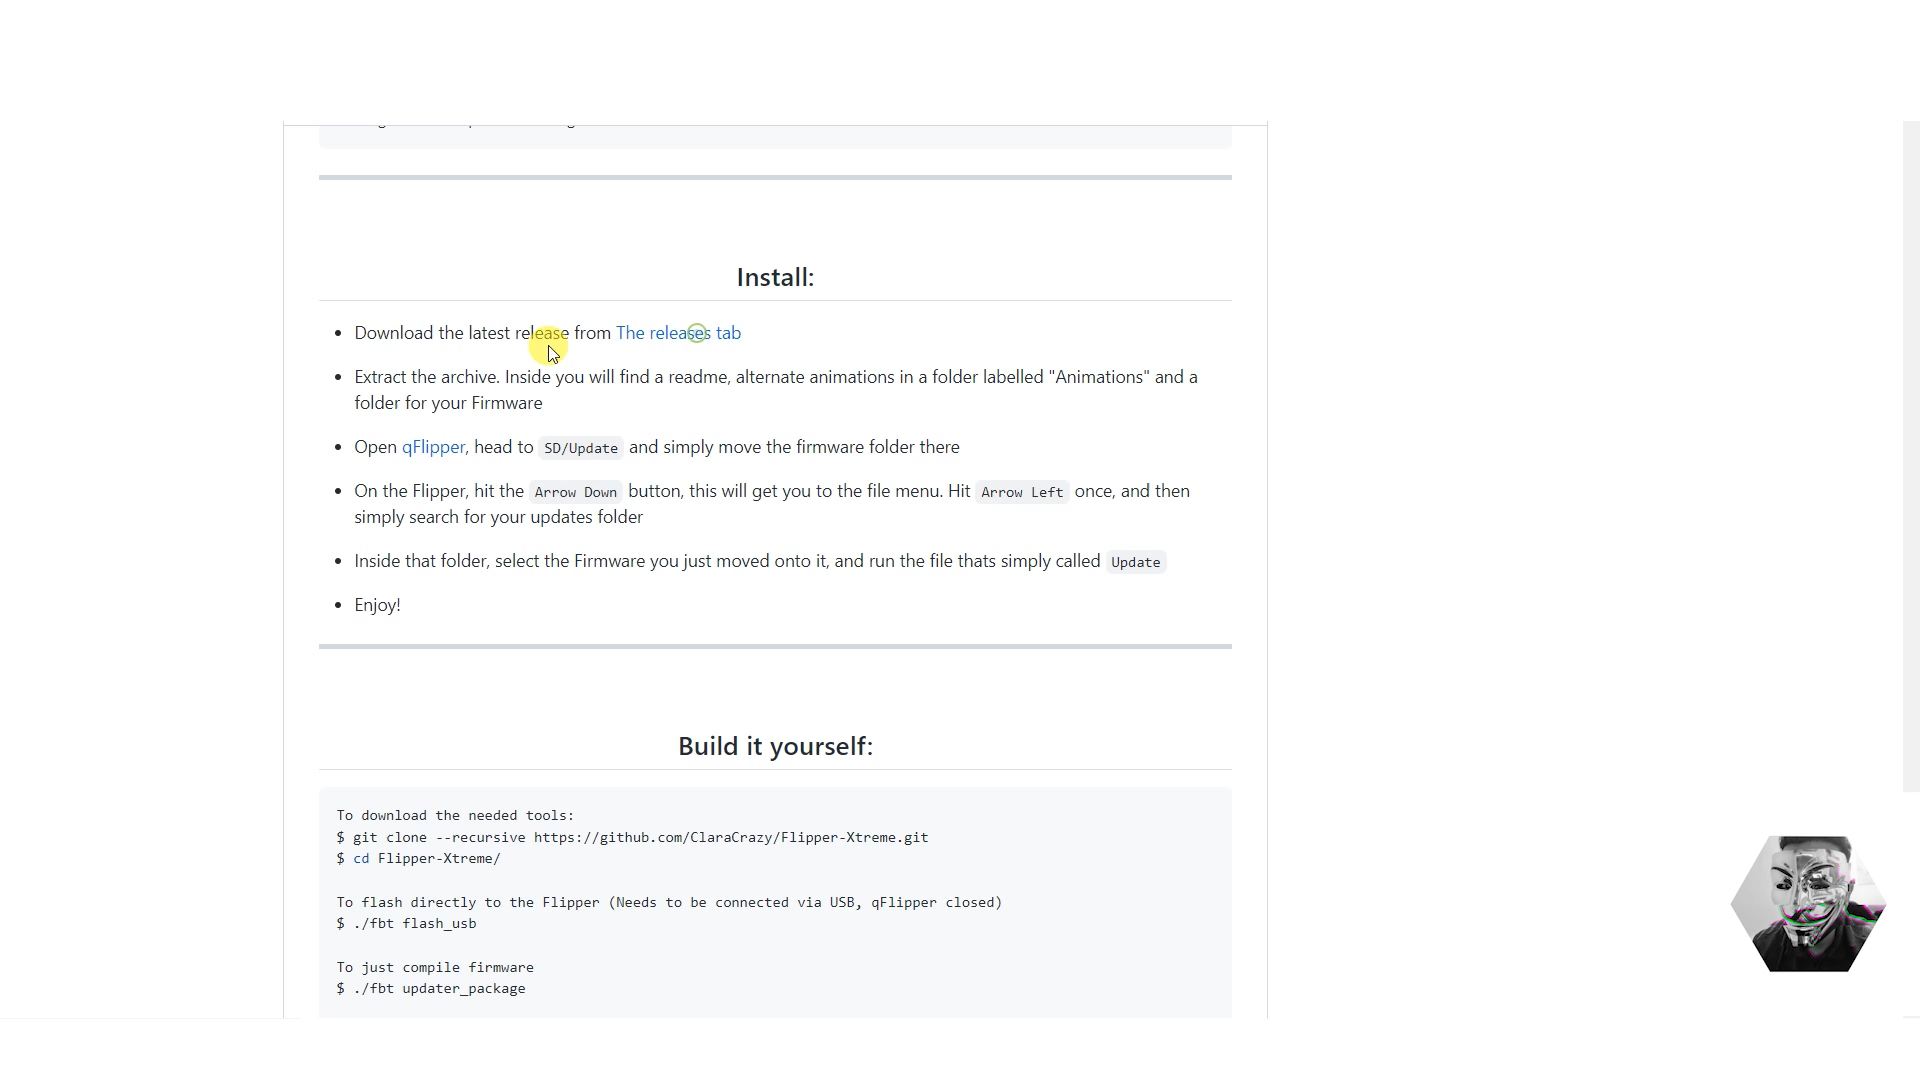 Install:
Download the latest release from The releases tab
Extract the archive. Inside you will find a readme, alternate animations in a folder labelled "Animations" and a
folder for your Firmware
Open qFlipper, head to SD/Update and simply move the firmware folder there
On the Flipper, hit the Arrow Down button, this will get you to the file menu. Hit Arrow Left once, and then
simply search for your updates folder
Inside that folder, select the Firmware you just moved onto it, and run the file thats simply called Update
Enjoy!
Build it yourself:
To download the needed tools:
$ git clone --recursive https://github.com/ClaraCrazy/Flipper-Xtreme.git
$ cd Flipper-Xtreme/
To flash directly to the Flipper (Needs to be connected via USB, qFlipper closed)
$ ./fbt flash_usb
To just compile firmware
$ ./fbt updater_package